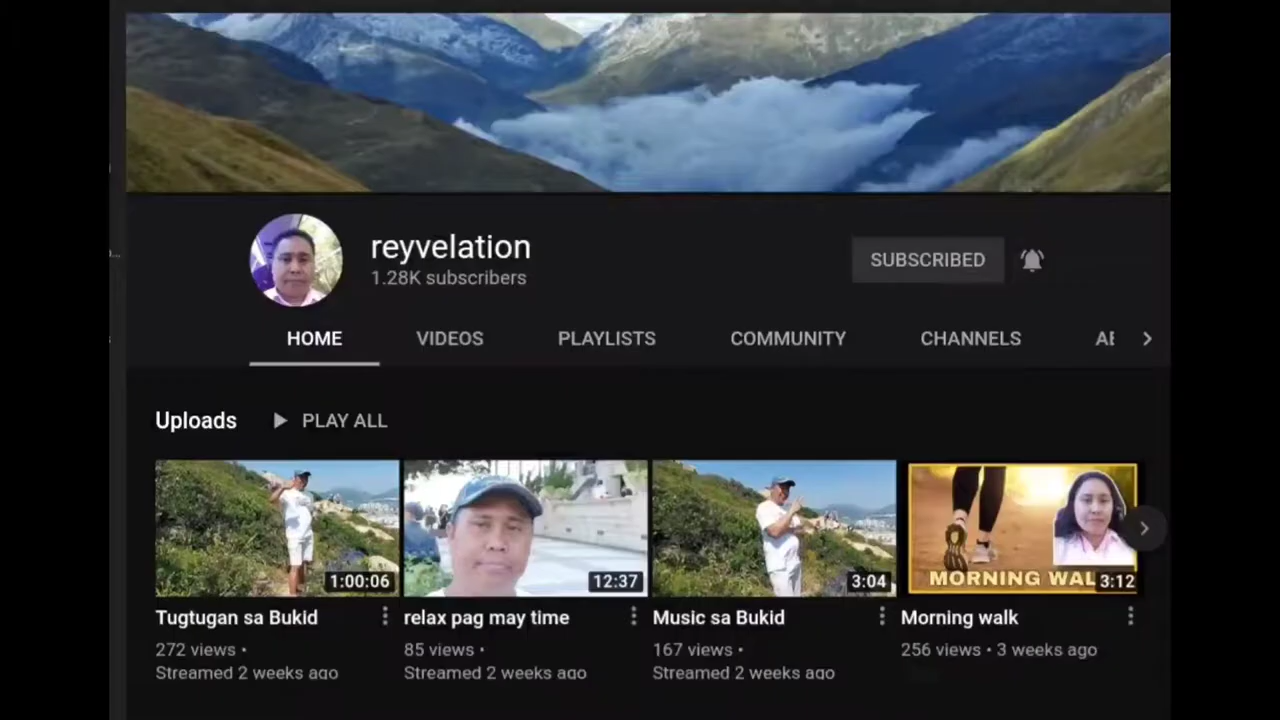 reyvelation
1.28K subscribers
SUBSCRIBED
HOME VIDEOS PLAYLISTS COMMUNITY CHANNELS
Uploads PLAY ALL
1:00:06 12:37 3:04 MORNING WAL 3:12
Tugtugan sa Bukid relax pag may time Music sa Bukid Morning walk
272 views • 85 views • 167 views • 256 views • 3 weeks ago
Streamed 2 weeks ago Streamed 2 weeks ago Streamed 2 weeks ago